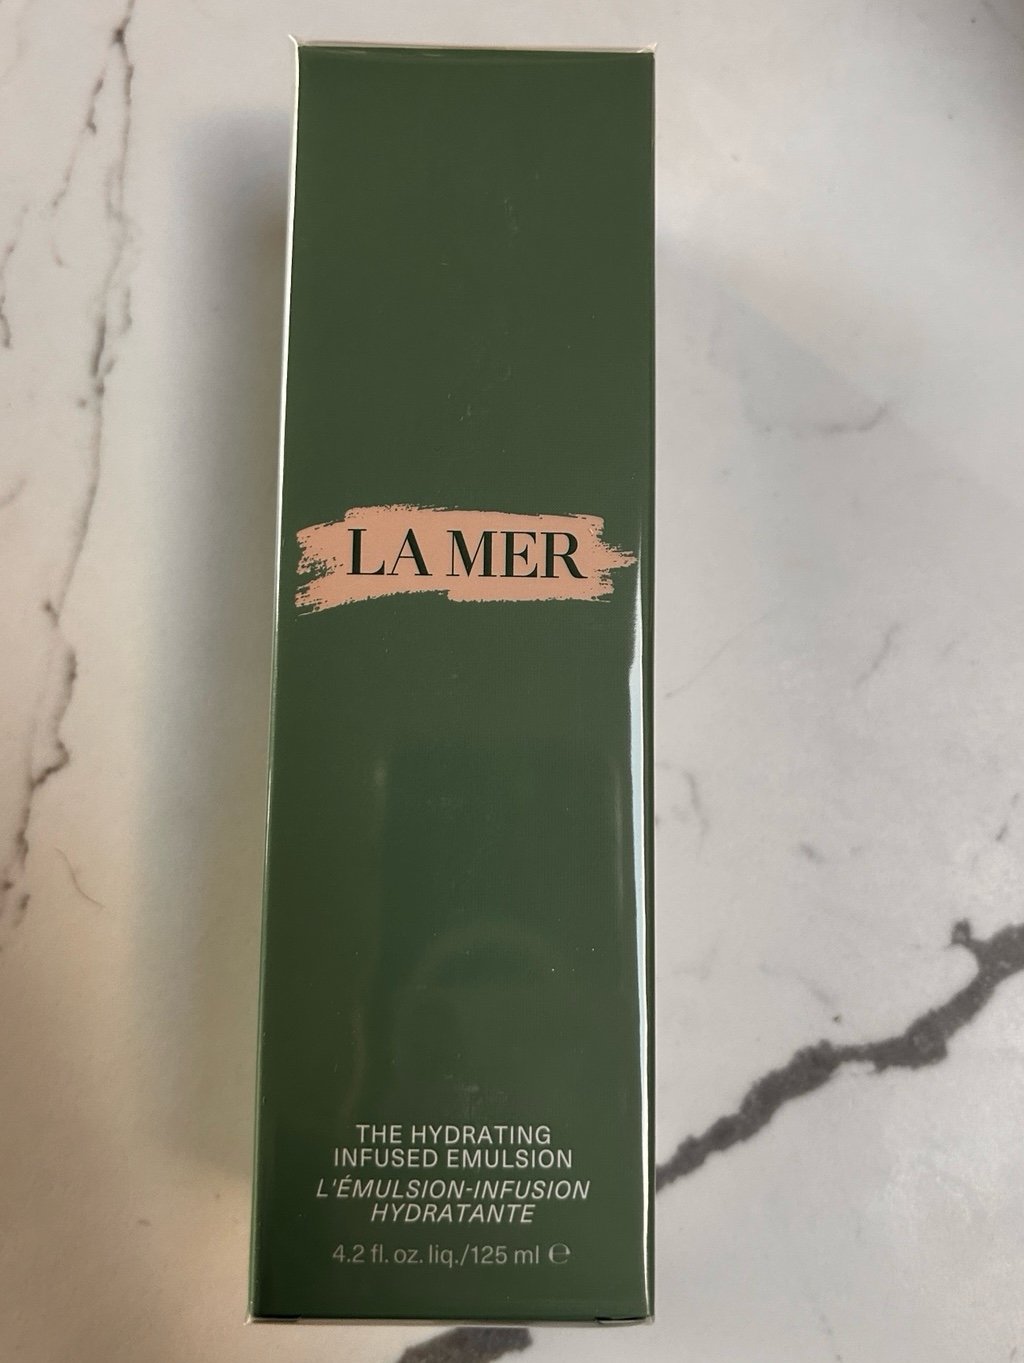 LA MER
THE HYDRATING
INFUSED EMULSION
L'ÉMULSION-INFUSION
HYDRATANTE
4.2 fl. oz. liq./125 ml ℮